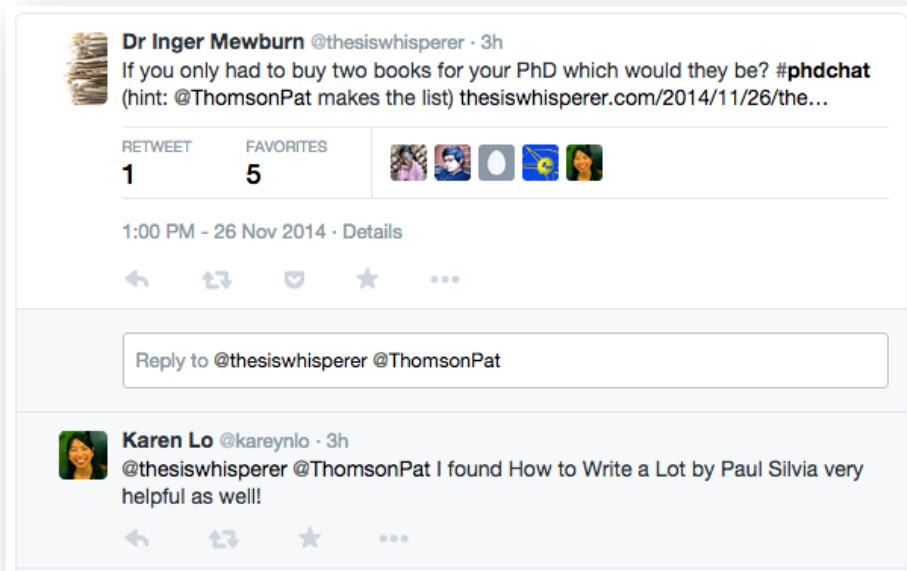 Dr Inger Mewburn @thesiswhisperer · 3h
If you only had to buy two books for your PhD which would they be? #phdchat
(hint: @ThomsonPat makes the list) thesiswhisperer.com/2014/11/26/the…
RETWEET FAVORITES
1 5
1:00 PM - 26 Nov 2014 · Details
Reply to @thesiswhisperer @ThomsonPat
Karen Lo @kareynlo · 3h
@thesiswhisperer @ThomsonPat I found How to Write a Lot by Paul Silvia very
helpful as well!